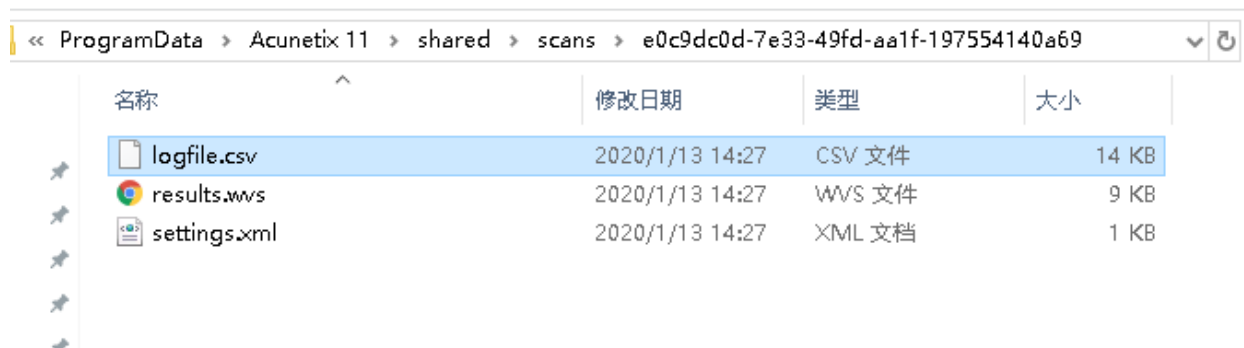 « ProgramData > Acunetix 11 > shared > scans > e0c9dc0d-7e33-49fd-aa1f-197554140a69
名称 修改日期 类型 大小
logfile.csv 2020/1/13 14:27 CSV 文件 14 KB
results.wvs 2020/1/13 14:27 WVS 文件 9 KB
settings.xml 2020/1/13 14:27 XML 文档 1 KB